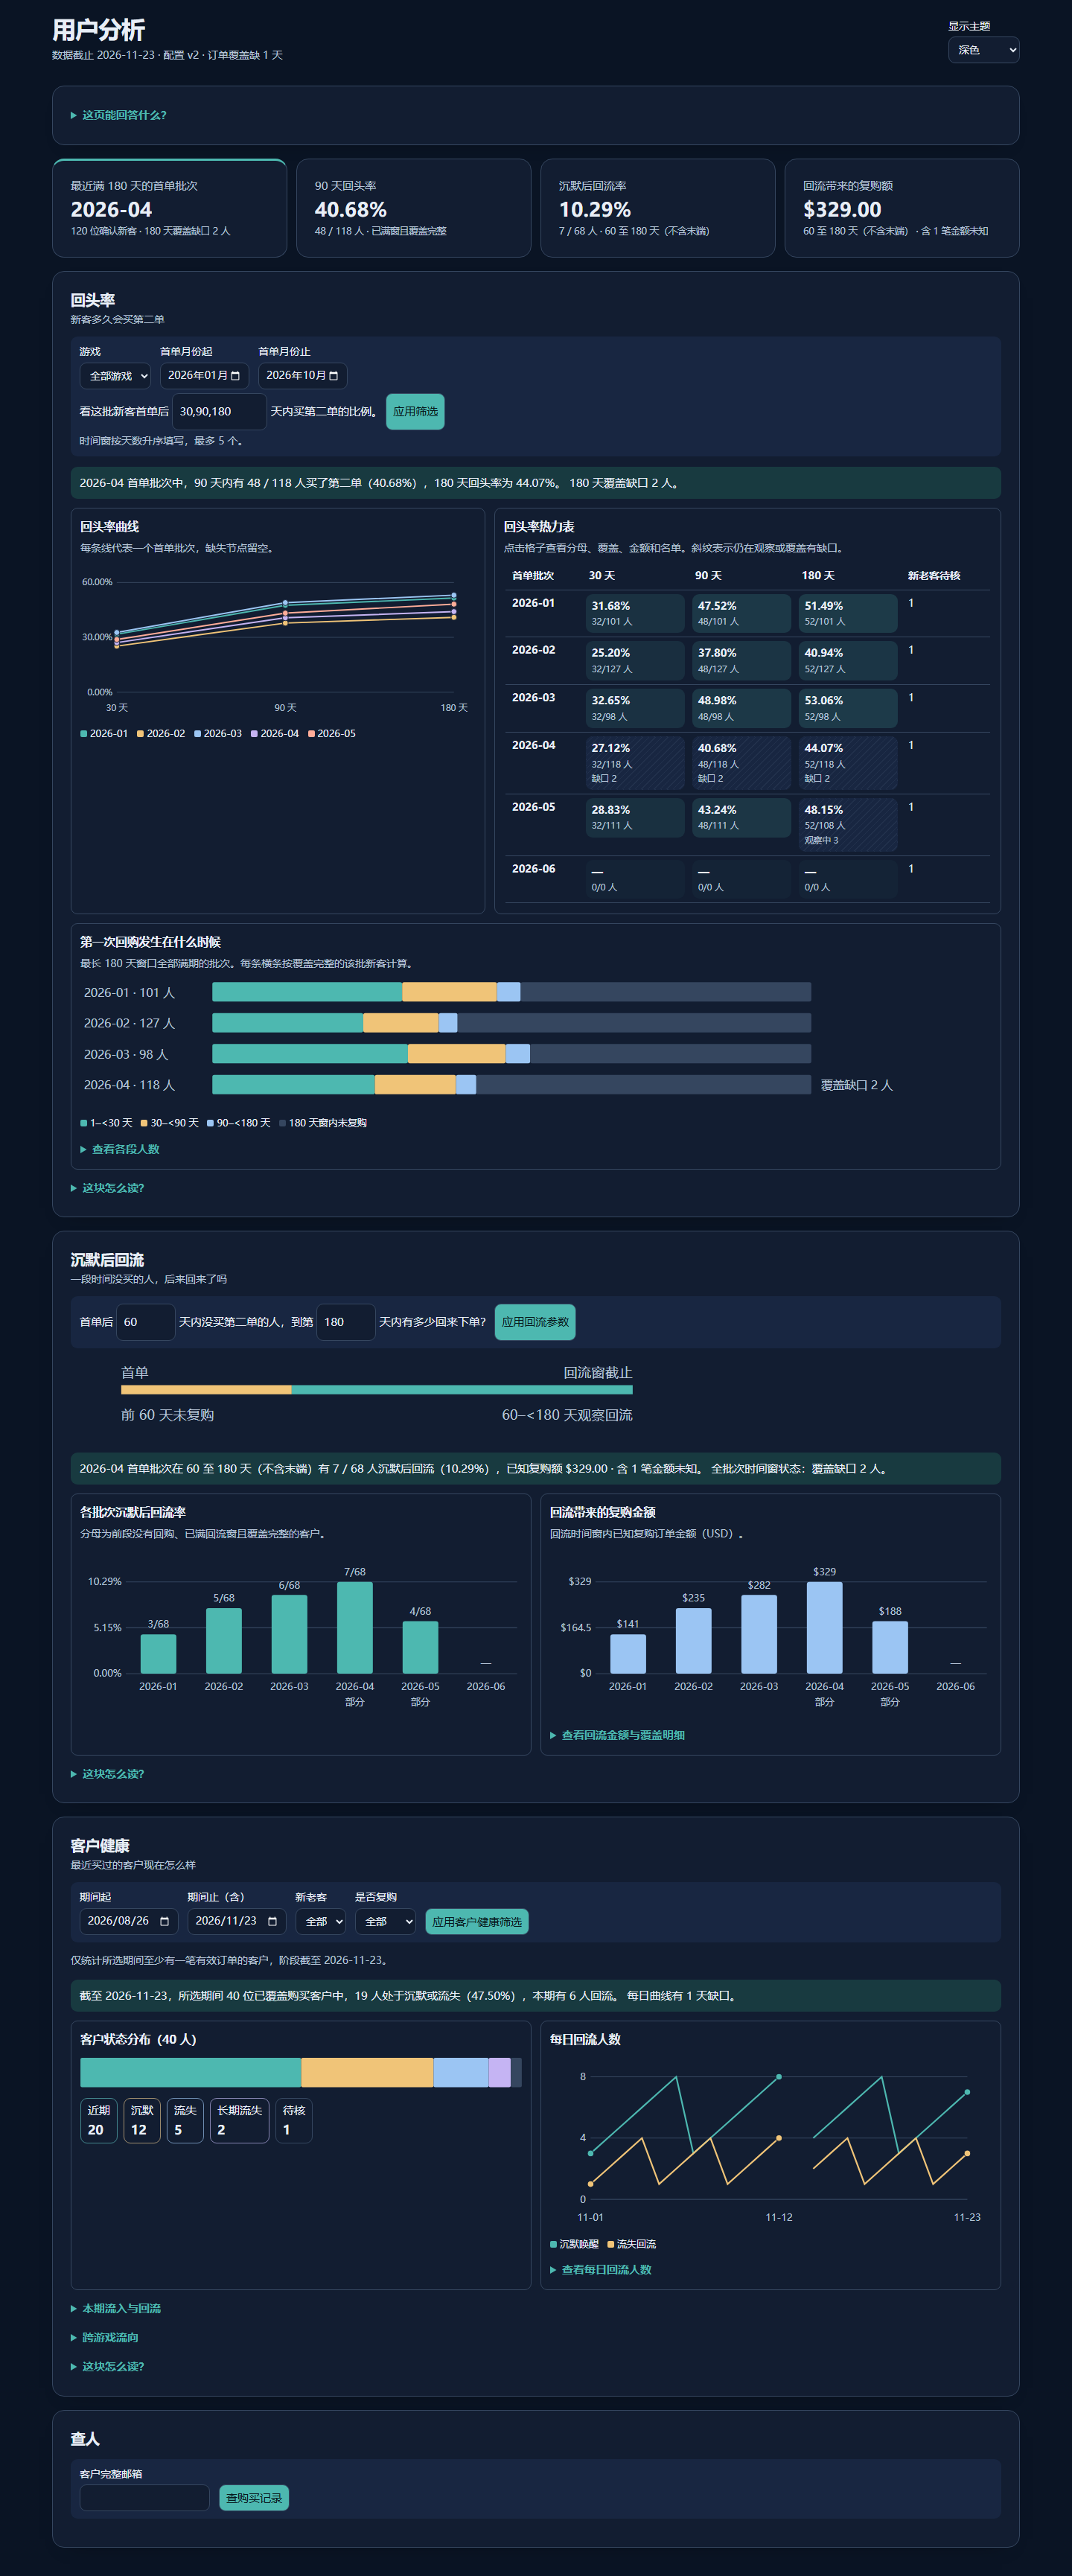 用户分析
数据截止 2026-11-23 · 配置 v2 · 订单覆盖缺 1 天
显示主题
深色
这页能回答什么?
最近满 180 天的首单批次
2026-04
120 位确认新客 · 180 天覆盖缺口 2 人
90 天回头率
40.68%
48 / 118 人 · 已满窗且覆盖完整
沉默后回流率
10.29%
7 / 68 人 · 60 至 180 天（不含末端）
回流带来的复购额
$329.00
60 至 180 天（不含末端） · 含 1 笔金额未知
回头率
新客多久会买第二单
游戏
首单月份起
首单月份止
全部游戏
2026年01月
2026年10月
看这批新客首单后 30,90,180 天内买第二单的比例。 应用筛选
时间窗按天数升序填写，最多 5 个。
2026-04 首单批次中，90 天内有 48 / 118 人买了第二单（40.68%），180 天回头率为 44.07%。 180 天覆盖缺口 2 人。
回头率曲线
每条线代表一个首单批次，缺失节点留空。
60.00%
30.00%
0.00%
30 天
90 天
180 天
2026-01 2026-02 2026-03 2026-04 2026-05
回头率热力表
点击格子查看分母、覆盖、金额和名单。斜纹表示仍在观察或覆盖有缺口。
首单批次 30 天 90 天 180 天 新老客待核
2026-01 31.68% 47.52% 51.49% 1
32/101 人 48/101 人 52/101 人
2026-02 25.20% 37.80% 40.94% 1
32/127 人 48/127 人 52/127 人
2026-03 32.65% 48.98% 53.06% 1
32/98 人 48/98 人 52/98 人
2026-04 27.12% 40.68% 44.07% 1
32/118 人 48/118 人 52/118 人
缺口 2 缺口 2 缺口 2
2026-05 28.83% 43.24% 48.15% 1
32/111 人 48/111 人 52/108 人
观察中 3
2026-06 — — — 1
0/0 人 0/0 人 0/0 人
第一次回购发生在什么时候
最长 180 天窗口全部满期的批次。每条横条按覆盖完整的该批新客计算。
2026-01 · 101 人
2026-02 · 127 人
2026-03 · 98 人
2026-04 · 118 人 覆盖缺口 2 人
1–<30 天 30–<90 天 90–<180 天 180 天窗内未复购
查看各段人数
这块怎么读?
沉默后回流
一段时间没买的人，后来回来了吗
首单后 60 天内没买第二单的人，到第 180 天内有多少回来下单? 应用回流参数
首单 回流窗截止
前 60 天未复购 60–<180 天观察回流
2026-04 首单批次在 60 至 180 天（不含末端）有 7 / 68 人沉默后回流（10.29%），已知复购额 $329.00 · 含 1 笔金额未知。 全批次时间窗状态：覆盖缺口 2 人。
各批次沉默后回流率
分母为前段没有回购、已满回流窗且覆盖完整的客户。
10.29%
5.15%
0.00%
3/68
5/68
6/68
7/68
4/68
—
2026-01 2026-02 2026-03 2026-04 2026-05 2026-06
部分 部分
回流带来的复购金额
回流时间窗内已知复购订单金额（USD）。
$329
$164.5
$0
$141
$235
$282
$329
$188
—
2026-01 2026-02 2026-03 2026-04 2026-05 2026-06
部分 部分
查看回流金额与覆盖明细
这块怎么读?
客户健康
最近买过的客户现在怎么样
期间起 期间止（含） 新老客 是否复购
2026/08/26 2026/11/23 全部 全部 应用客户健康筛选
仅统计所选期间至少有一笔有效订单的客户，阶段截至 2026-11-23。
截至 2026-11-23，所选期间 40 位已覆盖购买客户中，19 人处于沉默或流失（47.50%），本期有 6 人回流。 每日曲线有 1 天缺口。
客户状态分布（40 人）
近期 沉默 流失 长期流失 待核
20 12 5 2 1
每日回流人数
8
4
0
11-01 11-12 11-23
沉默唤醒 流失回流
查看每日回流人数
本期流入与回流
跨游戏流向
这块怎么读?
查人
客户完整邮箱
查购买记录